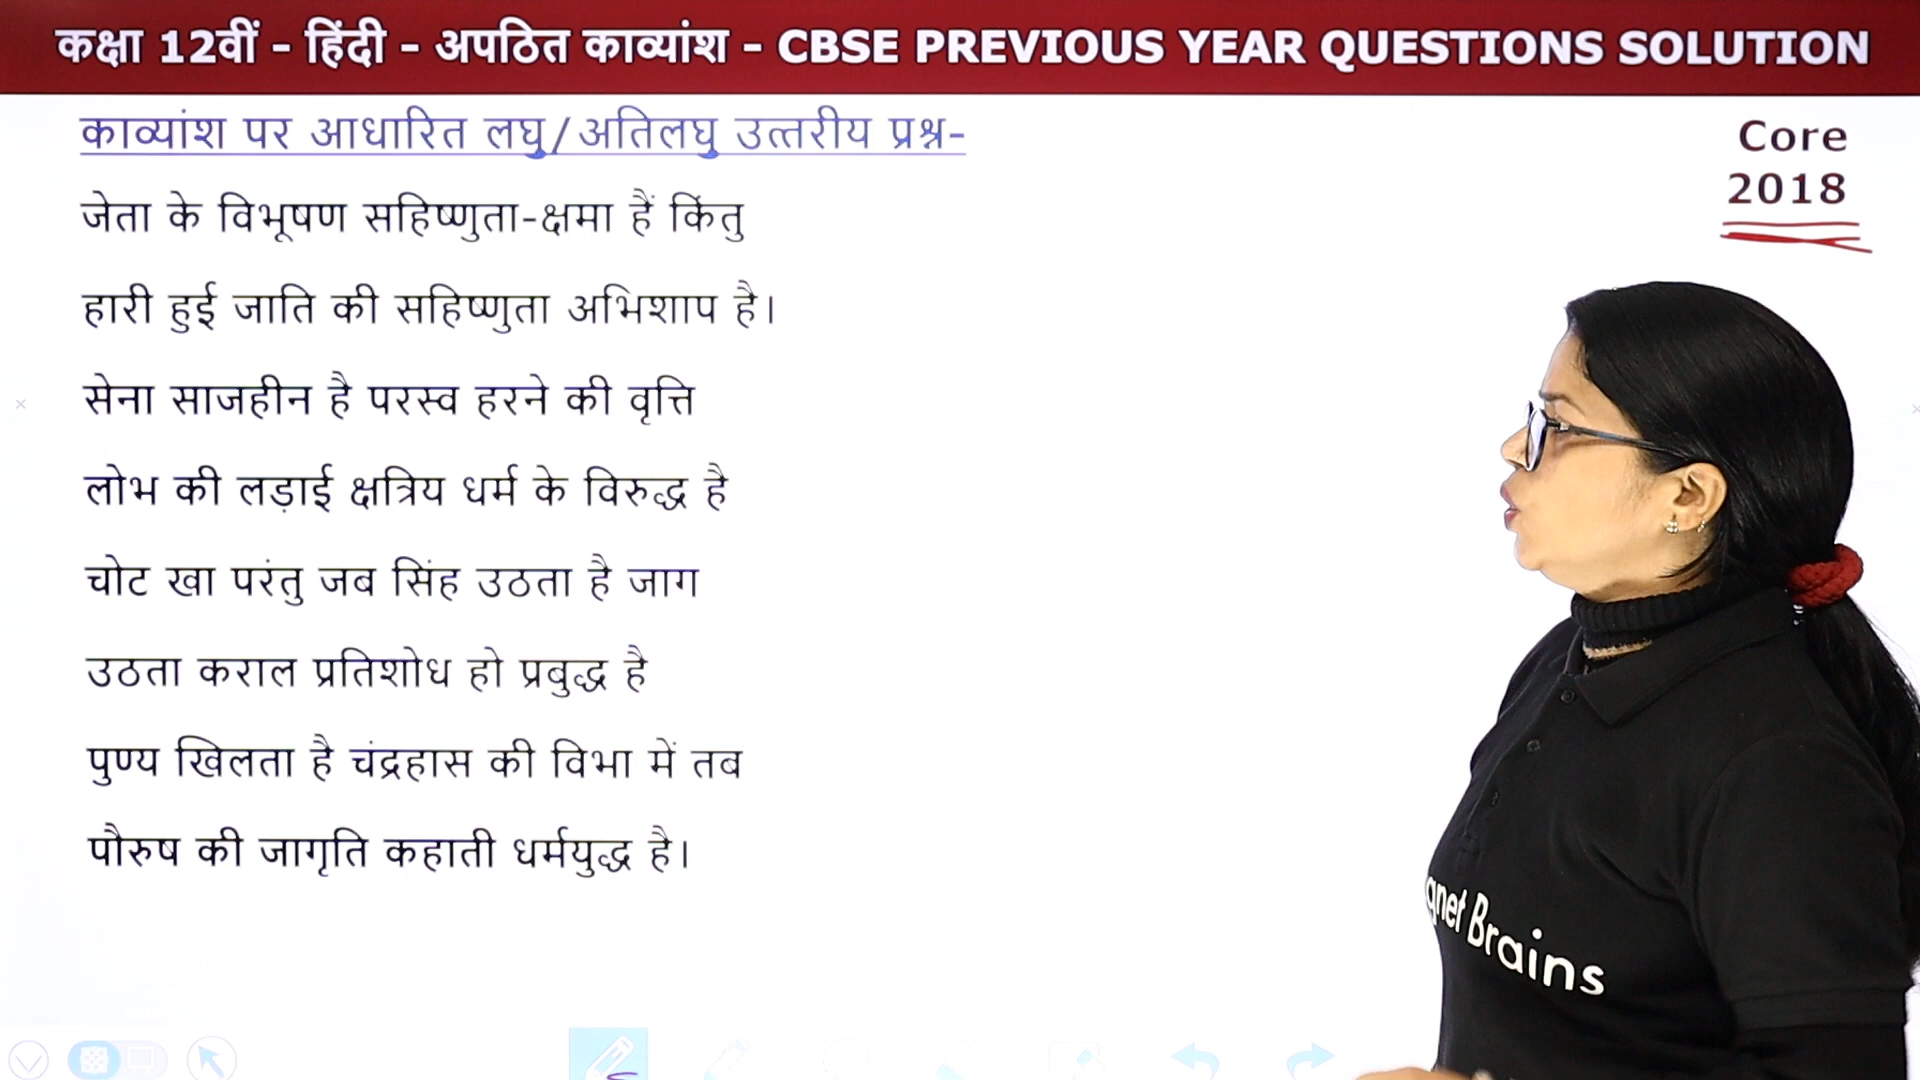 कक्षा 12वीं - हिंदी - अपठित काव्यांश - CBSE PREVIOUS YEAR QUESTIONS SOLUTION
काव्यांश पर आधारित लघु/अतिलघु उत्तरीय प्रश्न-
Core
2018
जेता के विभूषण सहिष्णुता-क्षमा हैं किंतु
हारी हुई जाति की सहिष्णुता अभिशाप है।
सेना साजहीन है परस्व हरने की वृत्ति
लोभ की लड़ाई क्षत्रिय धर्म के विरुद्ध है
चोट खा परंतु जब सिंह उठता है जाग
उठता कराल प्रतिशोध हो प्रबुद्ध है
पुण्य खिलता है चंद्रहास की विभा में तब
पौरुष की जागृति कहाती धर्मयुद्ध है।
gnet Brains